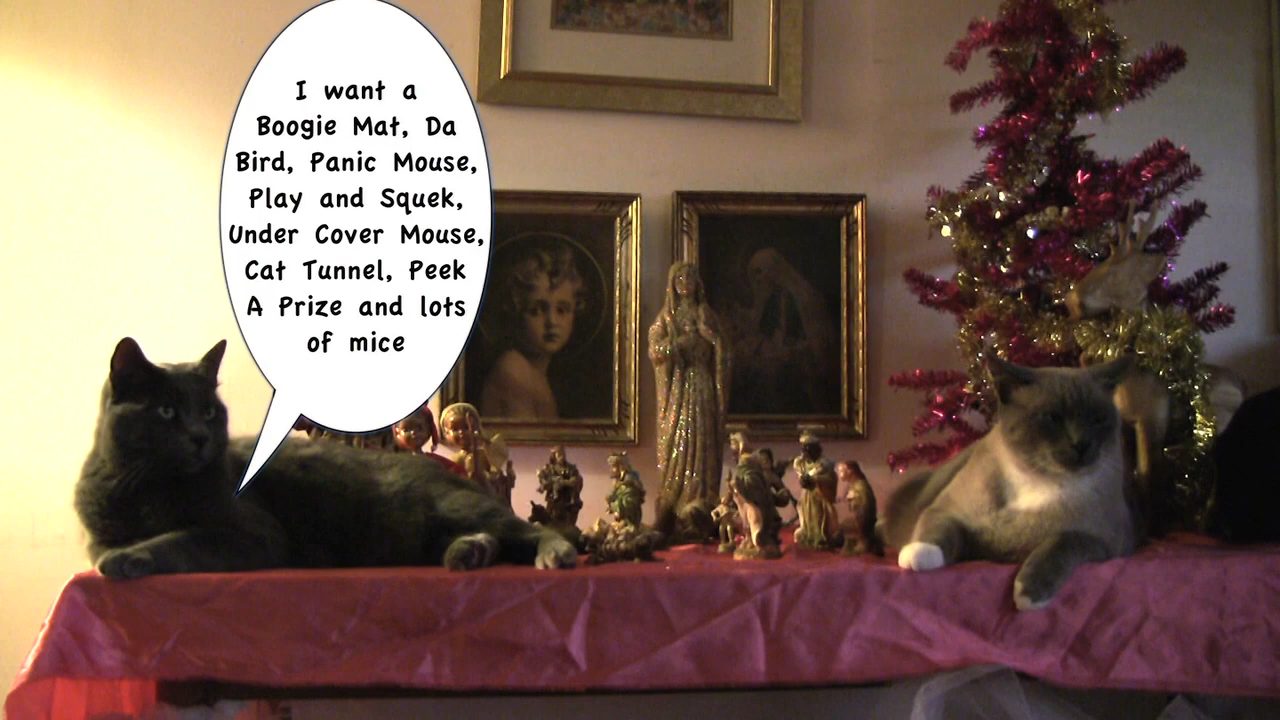 I want a
Boogie Mat, Da
Bird, Panic Mouse,
Play and Squek,
Under Cover Mouse,
Cat Tunnel, Peek
A Prize and lots
of mice